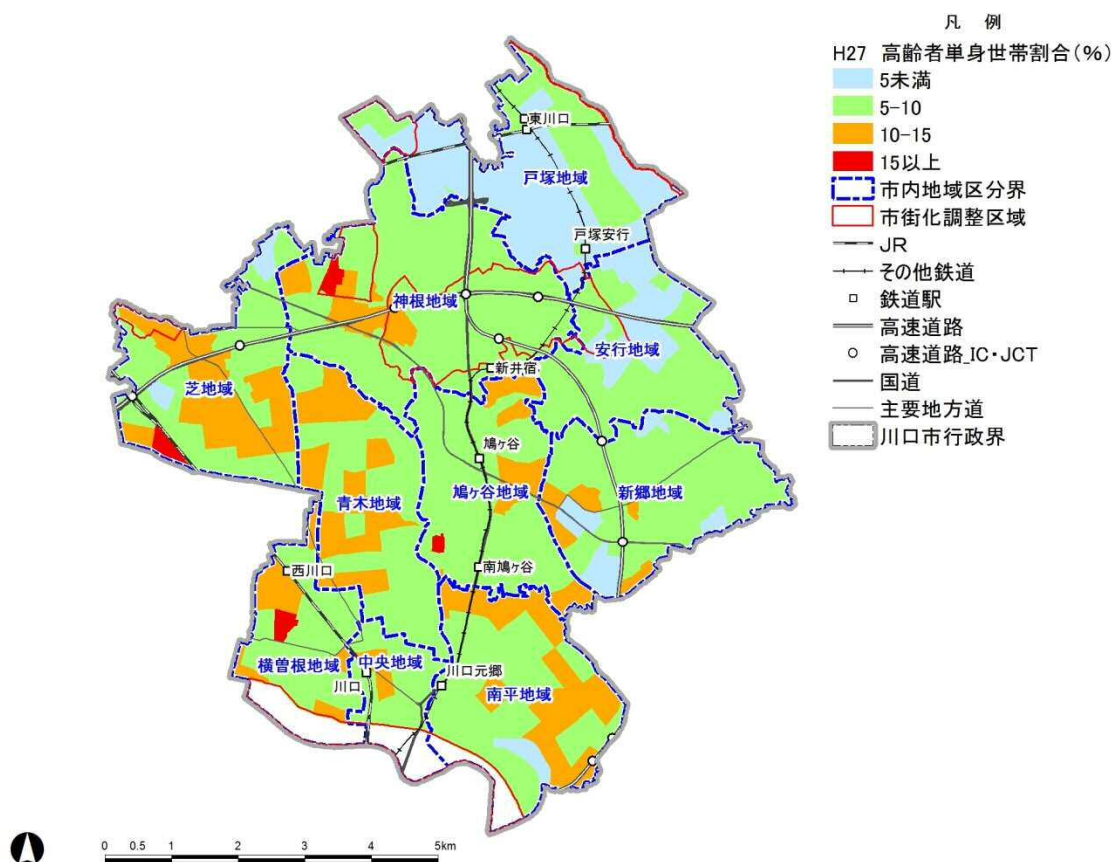 凡 例
H27 高齢者単身世帯割合(%)
5未満
5-10
10-15
15以上
市内地域区分界
市街化調整区域
JR
その他鉄道
鉄道駅
高速道路
高速道路_IC・JCT
国道
主要地方道
川口市行政界
東川口
戸塚地域
戸塚安行
神根地域
安行地域
新井宿
芝地域
鳩ヶ谷
青木地域
鳩ヶ谷地域
新郷地域
西川口
南鳩ヶ谷
横曽根地域
中央地域
川口元郷
川口
南平地域
0 0.5 1 2 3 4 5km